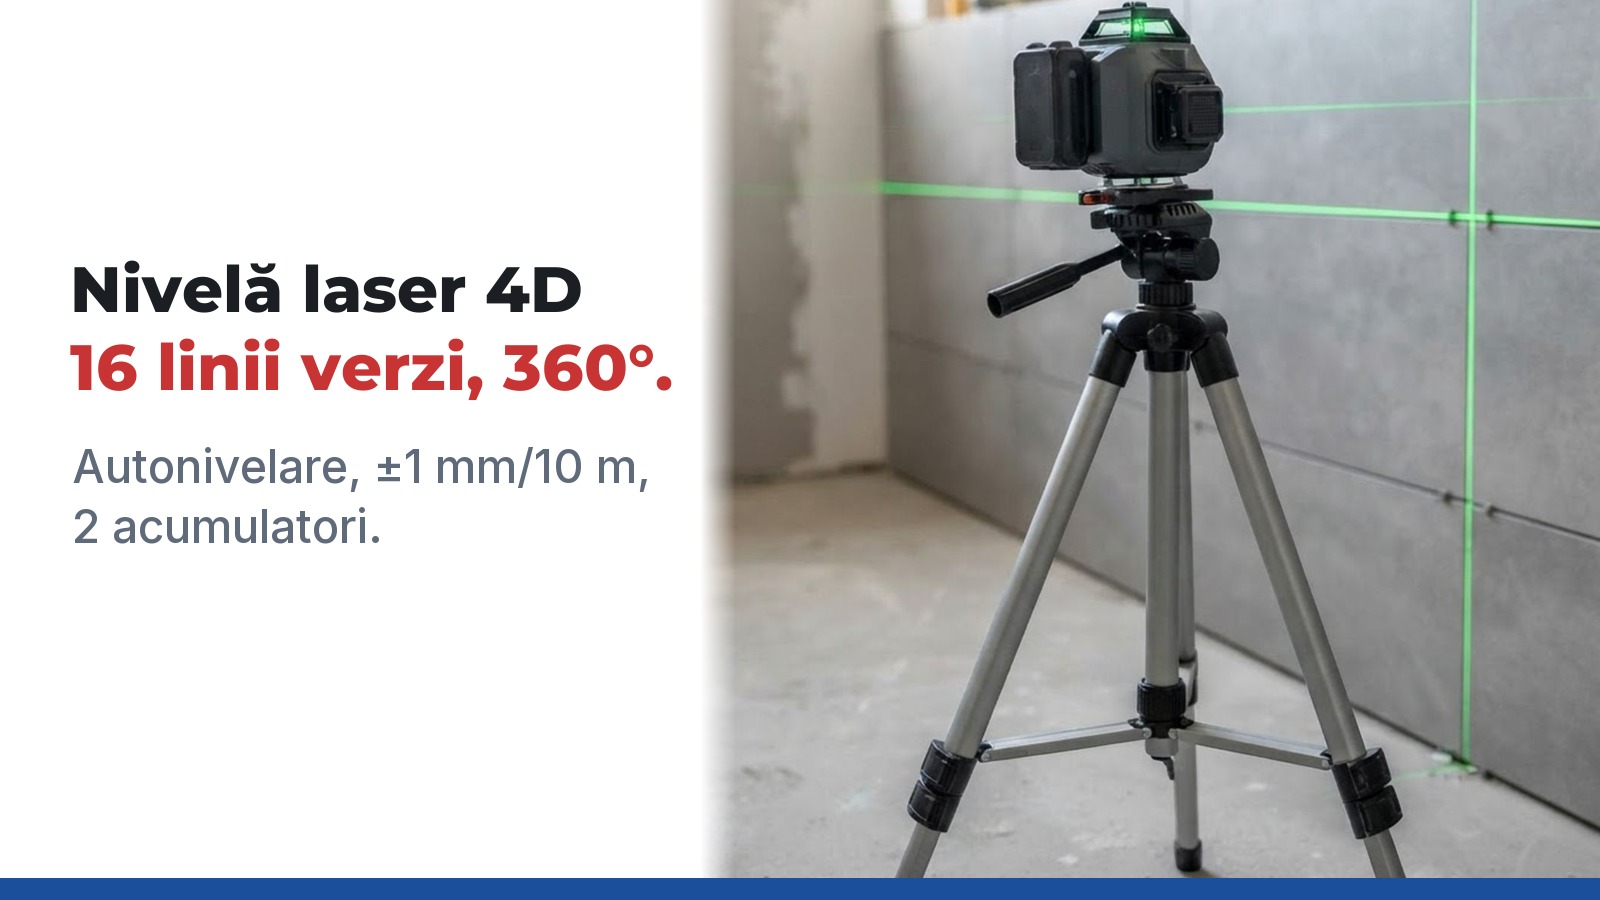 Nivelă laser 4D
16 linii verzi, 360°.
Autonivelare, ±1 mm/10 m,
2 acumulatori.